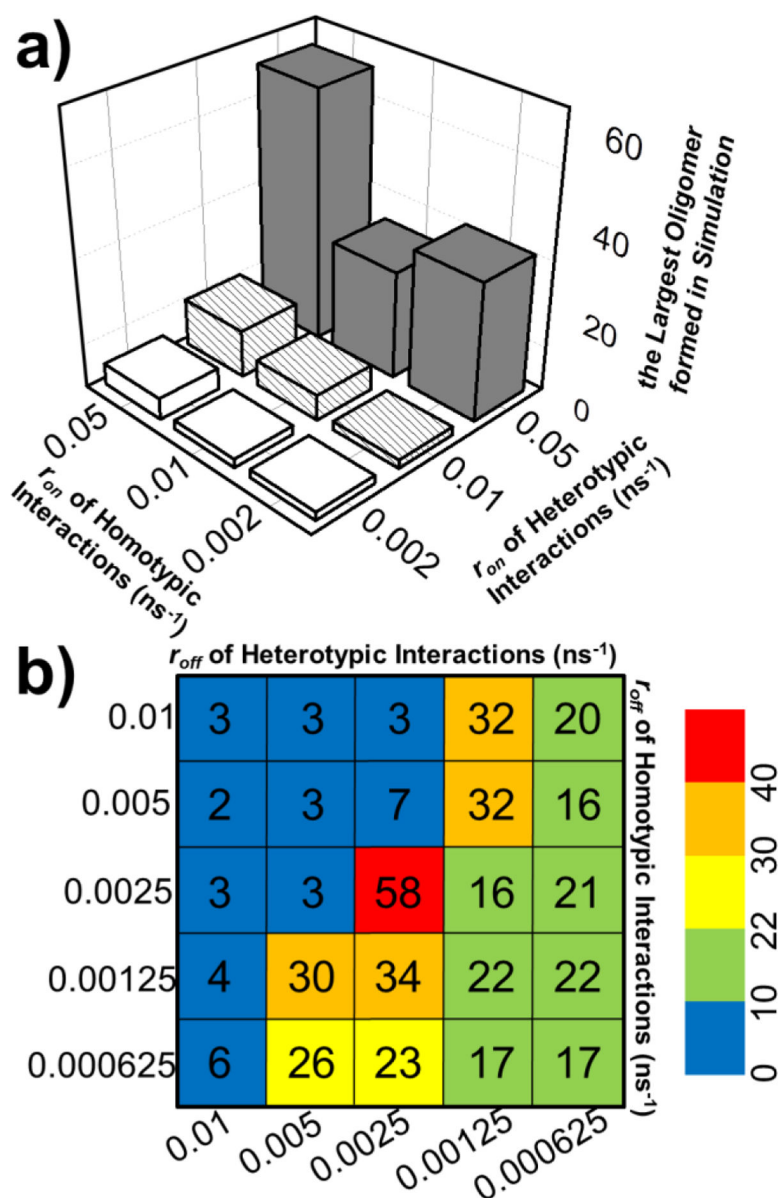 a)
60
40
20
0
the Largest Oligomer
formed in Simulation
0.05
0.01
0.002
r_on of Homotypic
Interactions (ns⁻¹)
0.05
0.01
0.002
r_on of Heterotypic
Interactions (ns⁻¹)
b)
r_off of Heterotypic Interactions (ns⁻¹)
0.01 3 3 3 32 20
0.005 2 3 7 32 16
0.0025 3 3 58 16 21
0.00125 4 30 34 22 22
0.000625 6 26 23 17 17
0.01 0.005 0.0025 0.00125 0.000625
r_off of Homotypic Interactions (ns⁻¹)
40
30
22
10
0